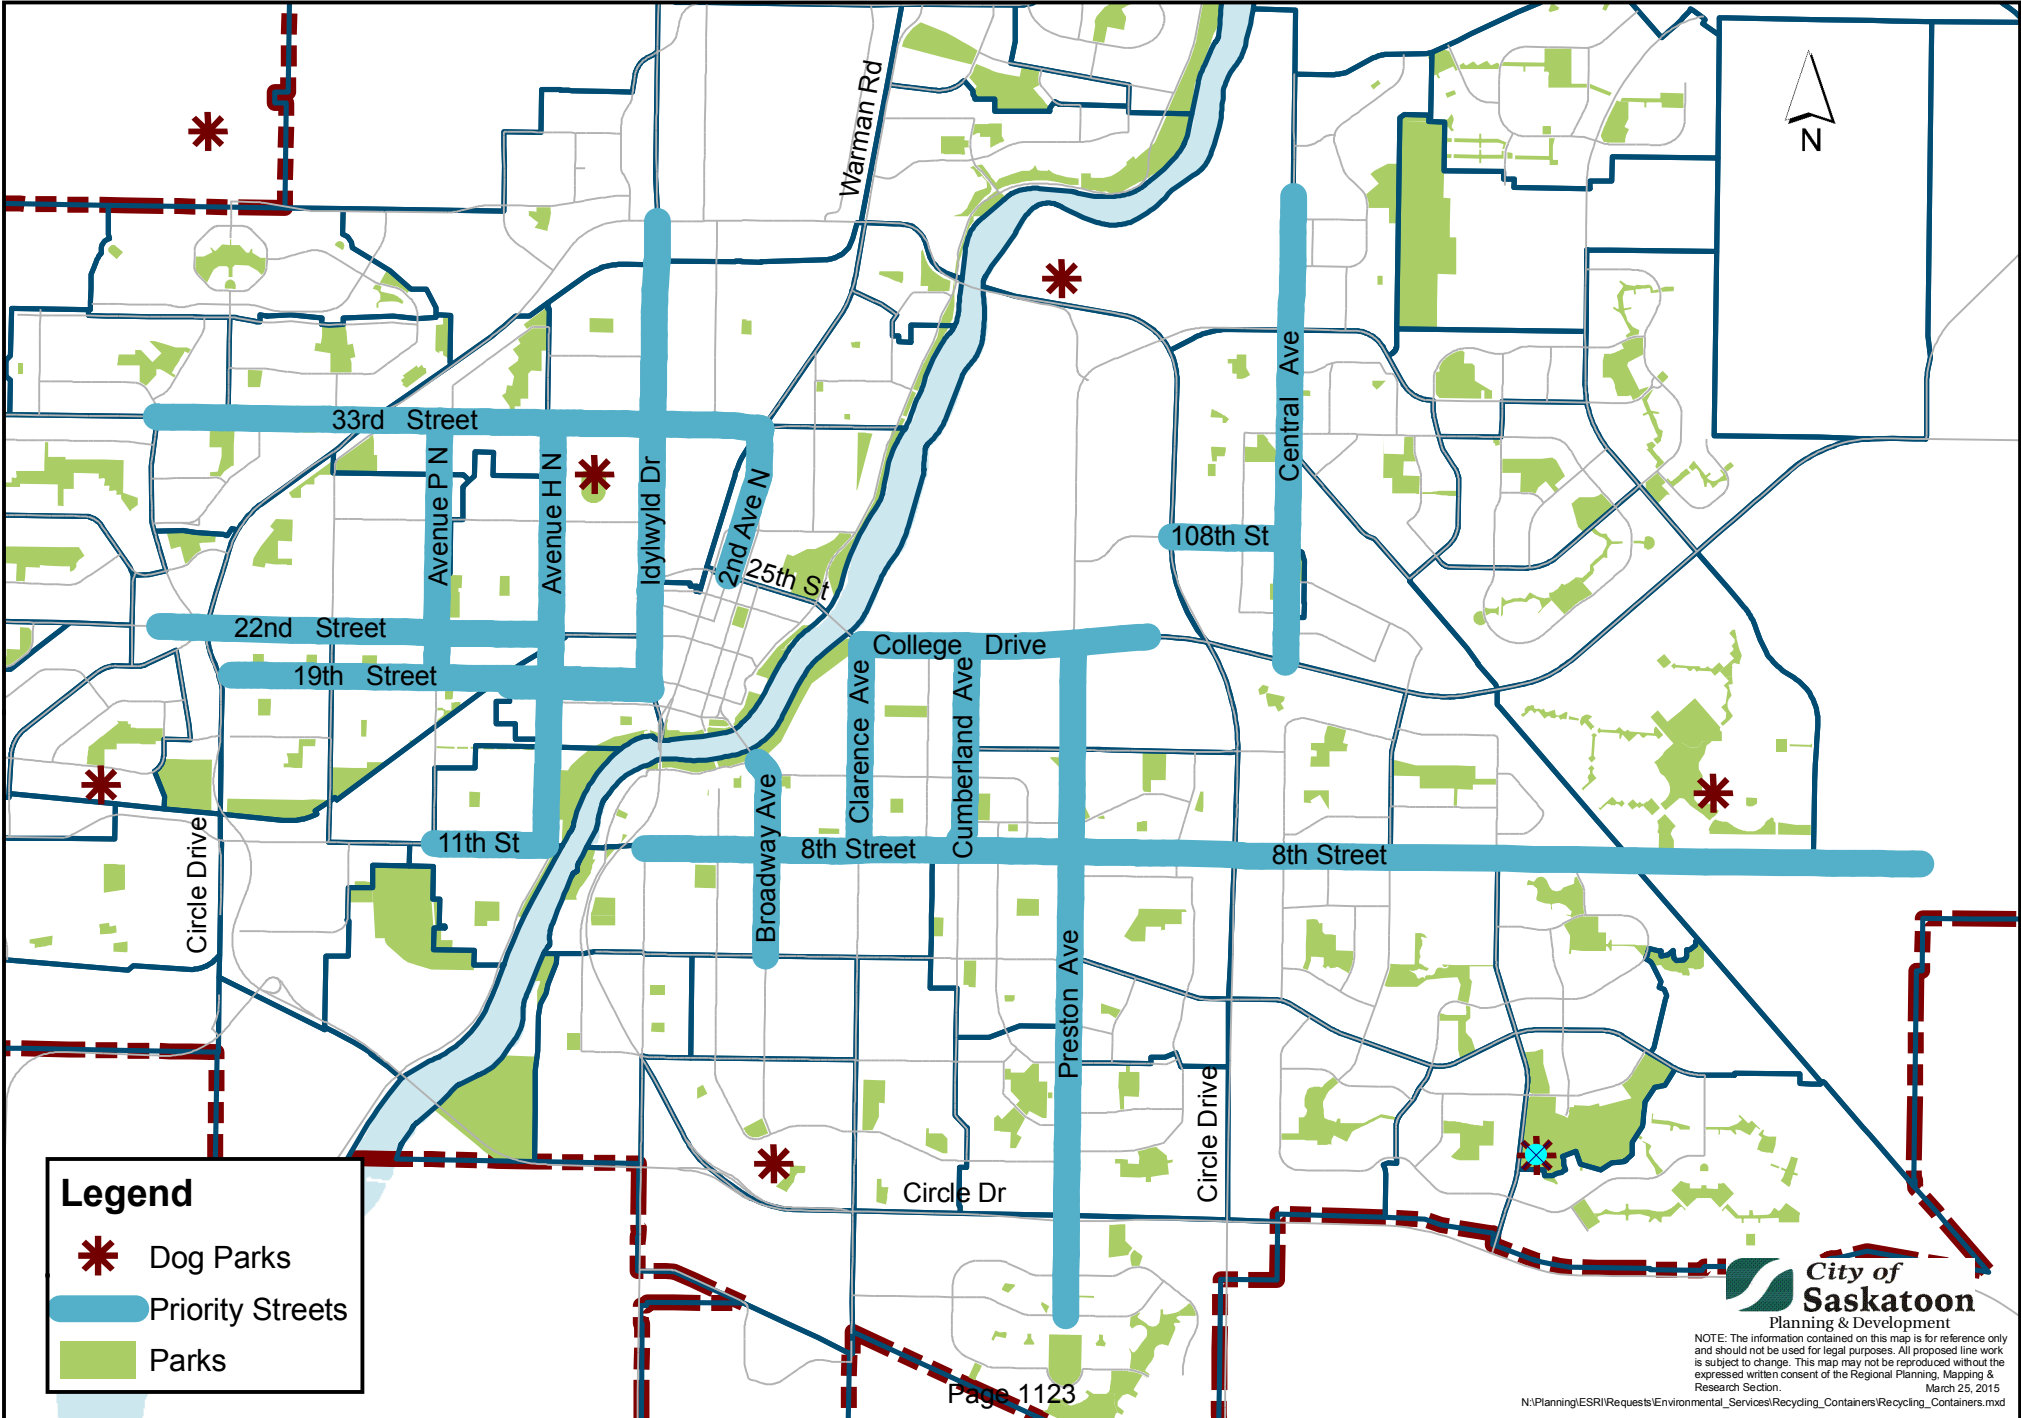 Warman Rd
N
33rd Street
Avenue P N
Avenue H N
Idylwyld Dr
2nd Ave N
25th St
Central Ave
108th St
22nd Street
19th Street
College Drive
Clarence Ave
Cumberland Ave
11th St
Broadway Ave
8th Street
8th Street
Circle Drive
Preston Ave
Circle Drive
Circle Dr
Legend
Dog Parks
Priority Streets
Parks
City of
Saskatoon
Planning & Development
NOTE: The information contained on this map is for reference only
and should not be used for legal purposes. All proposed line work
is subject to change. This map may not be reproduced without the
expressed written consent of the Regional Planning, Mapping &
Research Section. March 25, 2015
N:\Planning\ESRI\Requests\Environmental_Services\Recycling_Containers\Recycling_Containers.mxd
Page 1123